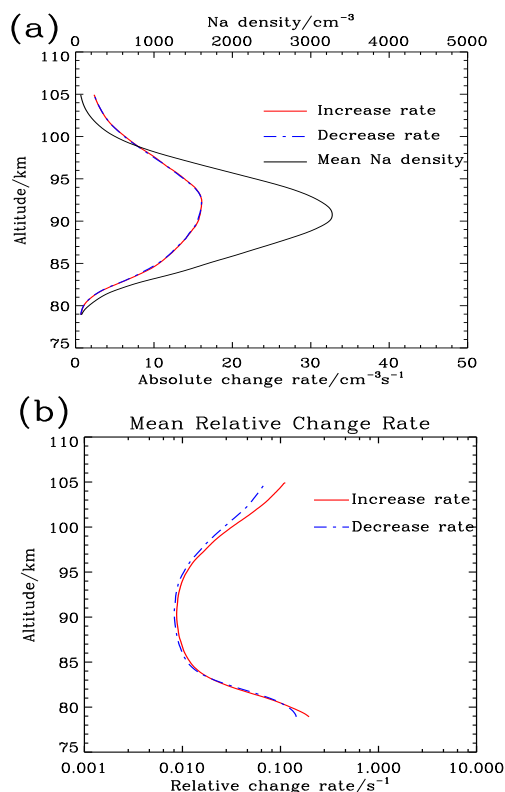 (a)
Na density/cm⁻³
0 1000 2000 3000 4000 5000
110
105
100
95
90
85
80
75
Altitude/km
Increase rate
Decrease rate
Mean Na density
0 10 20 30 40 50
Absolute change rate/cm⁻³s⁻¹
(b)
Mean Relative Change Rate
110
105
100
95
90
85
80
75
Altitude/km
Increase rate
Decrease rate
0.001 0.010 0.100 1.000 10.000
Relative change rate/s⁻¹